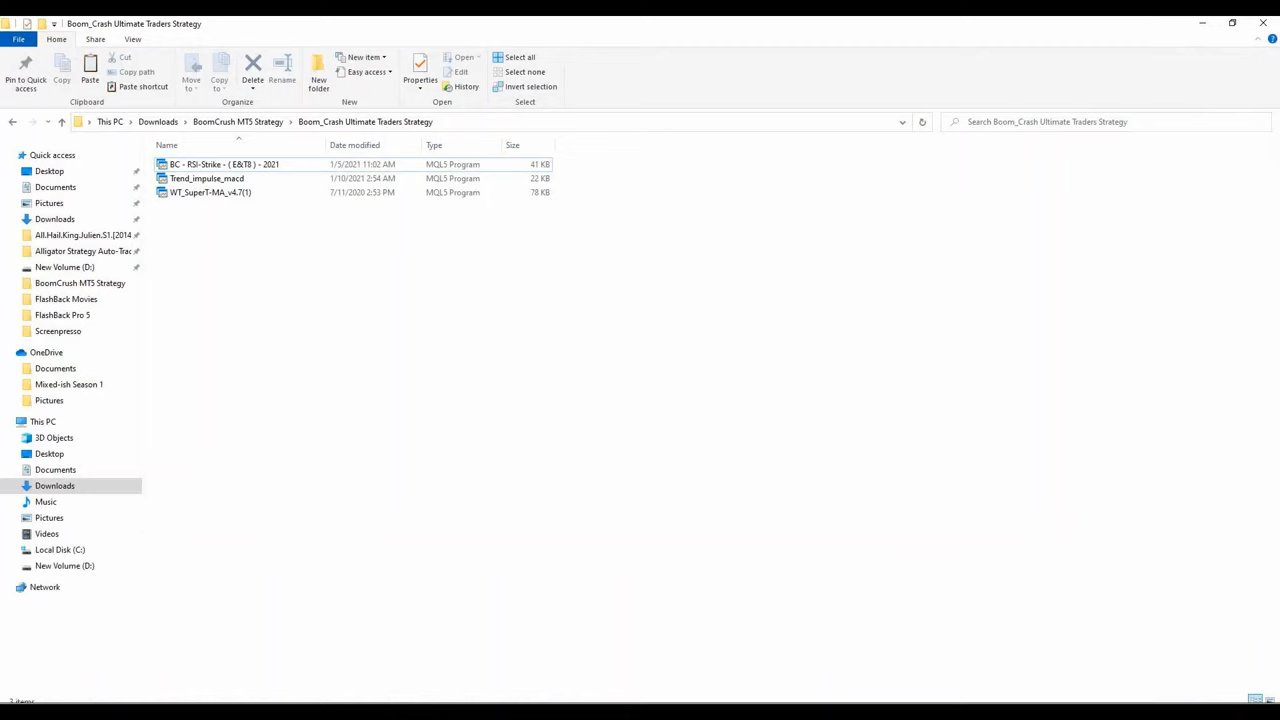 Boom_Crash Ultimate Traders Strategy
File Home Share View
Pin to Quick access
Copy
Paste
Cut
Copy path
Paste shortcut
Clipboard
Move to
Copy to
Delete
Rename
Organize
New folder
New item
Easy access
New
Properties
Open
Edit
History
Open
Select all
Select none
Invert selection
Select
This PC Downloads BoomCrush MT5 Strategy Boom_Crash Ultimate Traders Strategy
Search Boom_Crash Ultimate Traders Strategy
Name Date modified Type Size
BC - RSI-Strike - ( E&T8 ) - 2021 1/5/2021 11:02 AM MQL5 Program 41 KB
Trend_impulse_macd 1/10/2021 2:54 AM MQL5 Program 22 KB
WT_SuperT-MA_v4.7(1) 7/11/2020 2:53 PM MQL5 Program 78 KB
Quick access
Desktop
Documents
Pictures
Downloads
All.Hail.King.Julien.S1.[2014
Alligator Strategy Auto-Trac
New Volume (D:)
BoomCrush MT5 Strategy
FlashBack Movies
FlashBack Pro 5
Screenpresso
OneDrive
Documents
Mixed-ish Season 1
Pictures
This PC
3D Objects
Desktop
Documents
Downloads
Music
Pictures
Videos
Local Disk (C:)
New Volume (D:)
Network
3 items